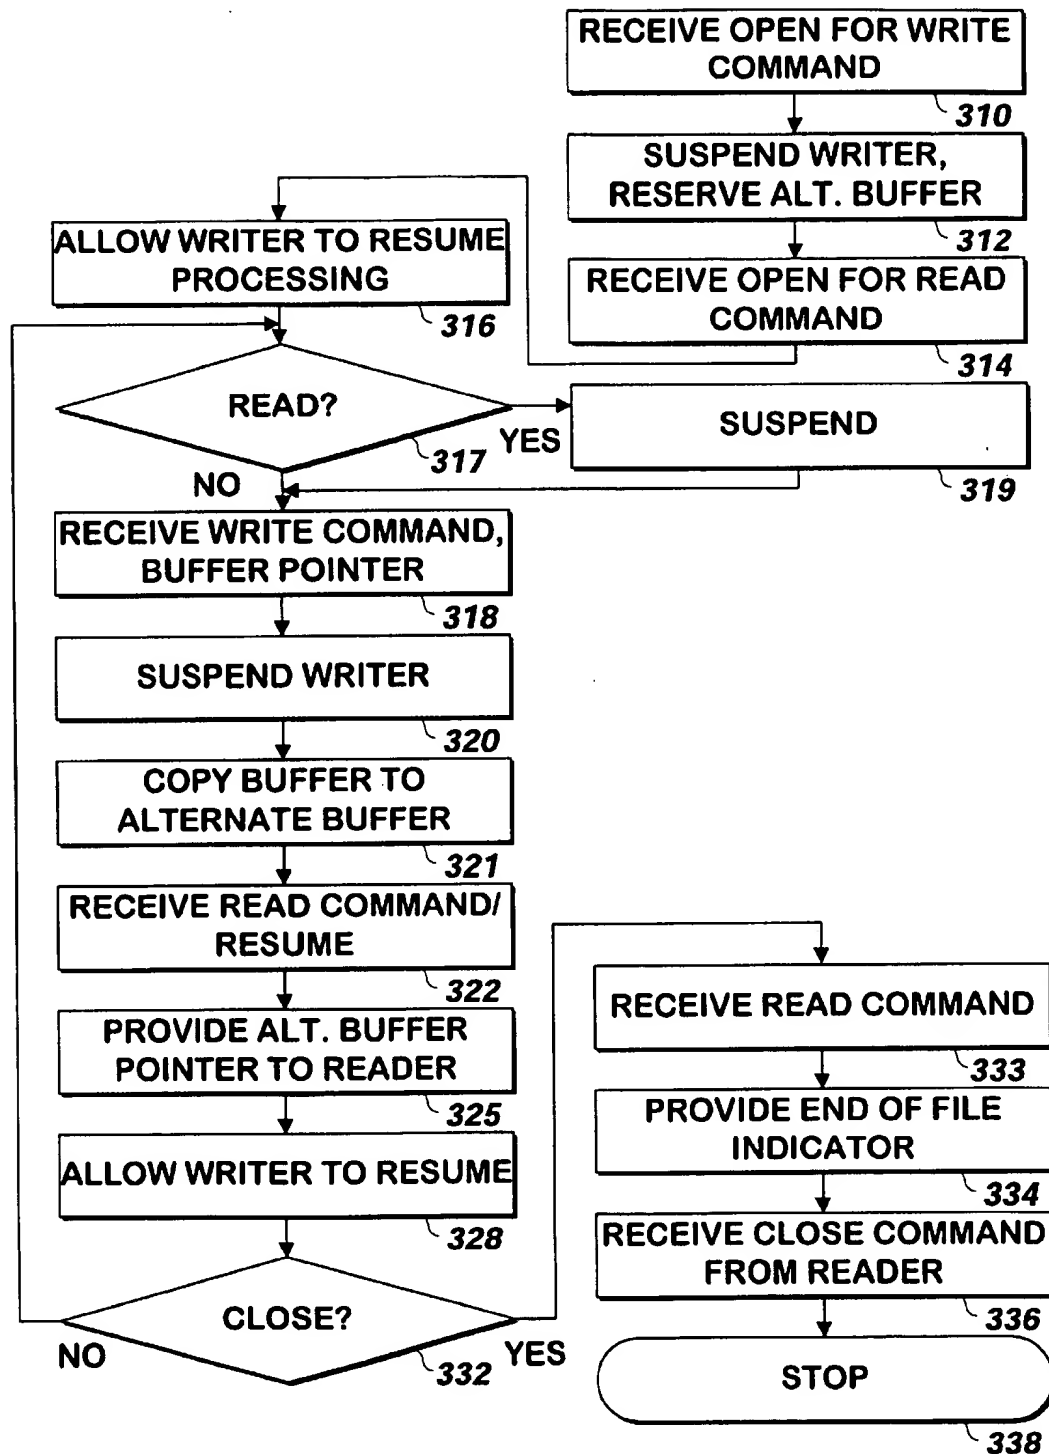 RECEIVE OPEN FOR WRITE
COMMAND
310
SUSPEND WRITER,
RESERVE ALT. BUFFER
312
RECEIVE OPEN FOR READ
COMMAND
314
ALLOW WRITER TO RESUME
PROCESSING
316
READ?
317
YES
NO
SUSPEND
319
RECEIVE WRITE COMMAND,
BUFFER POINTER
318
SUSPEND WRITER
320
COPY BUFFER TO
ALTERNATE BUFFER
321
RECEIVE READ COMMAND/
RESUME
322
PROVIDE ALT. BUFFER
POINTER TO READER
325
ALLOW WRITER TO RESUME
328
CLOSE?
NO
332
YES
RECEIVE READ COMMAND
333
PROVIDE END OF FILE
INDICATOR
334
RECEIVE CLOSE COMMAND
FROM READER
336
STOP
338